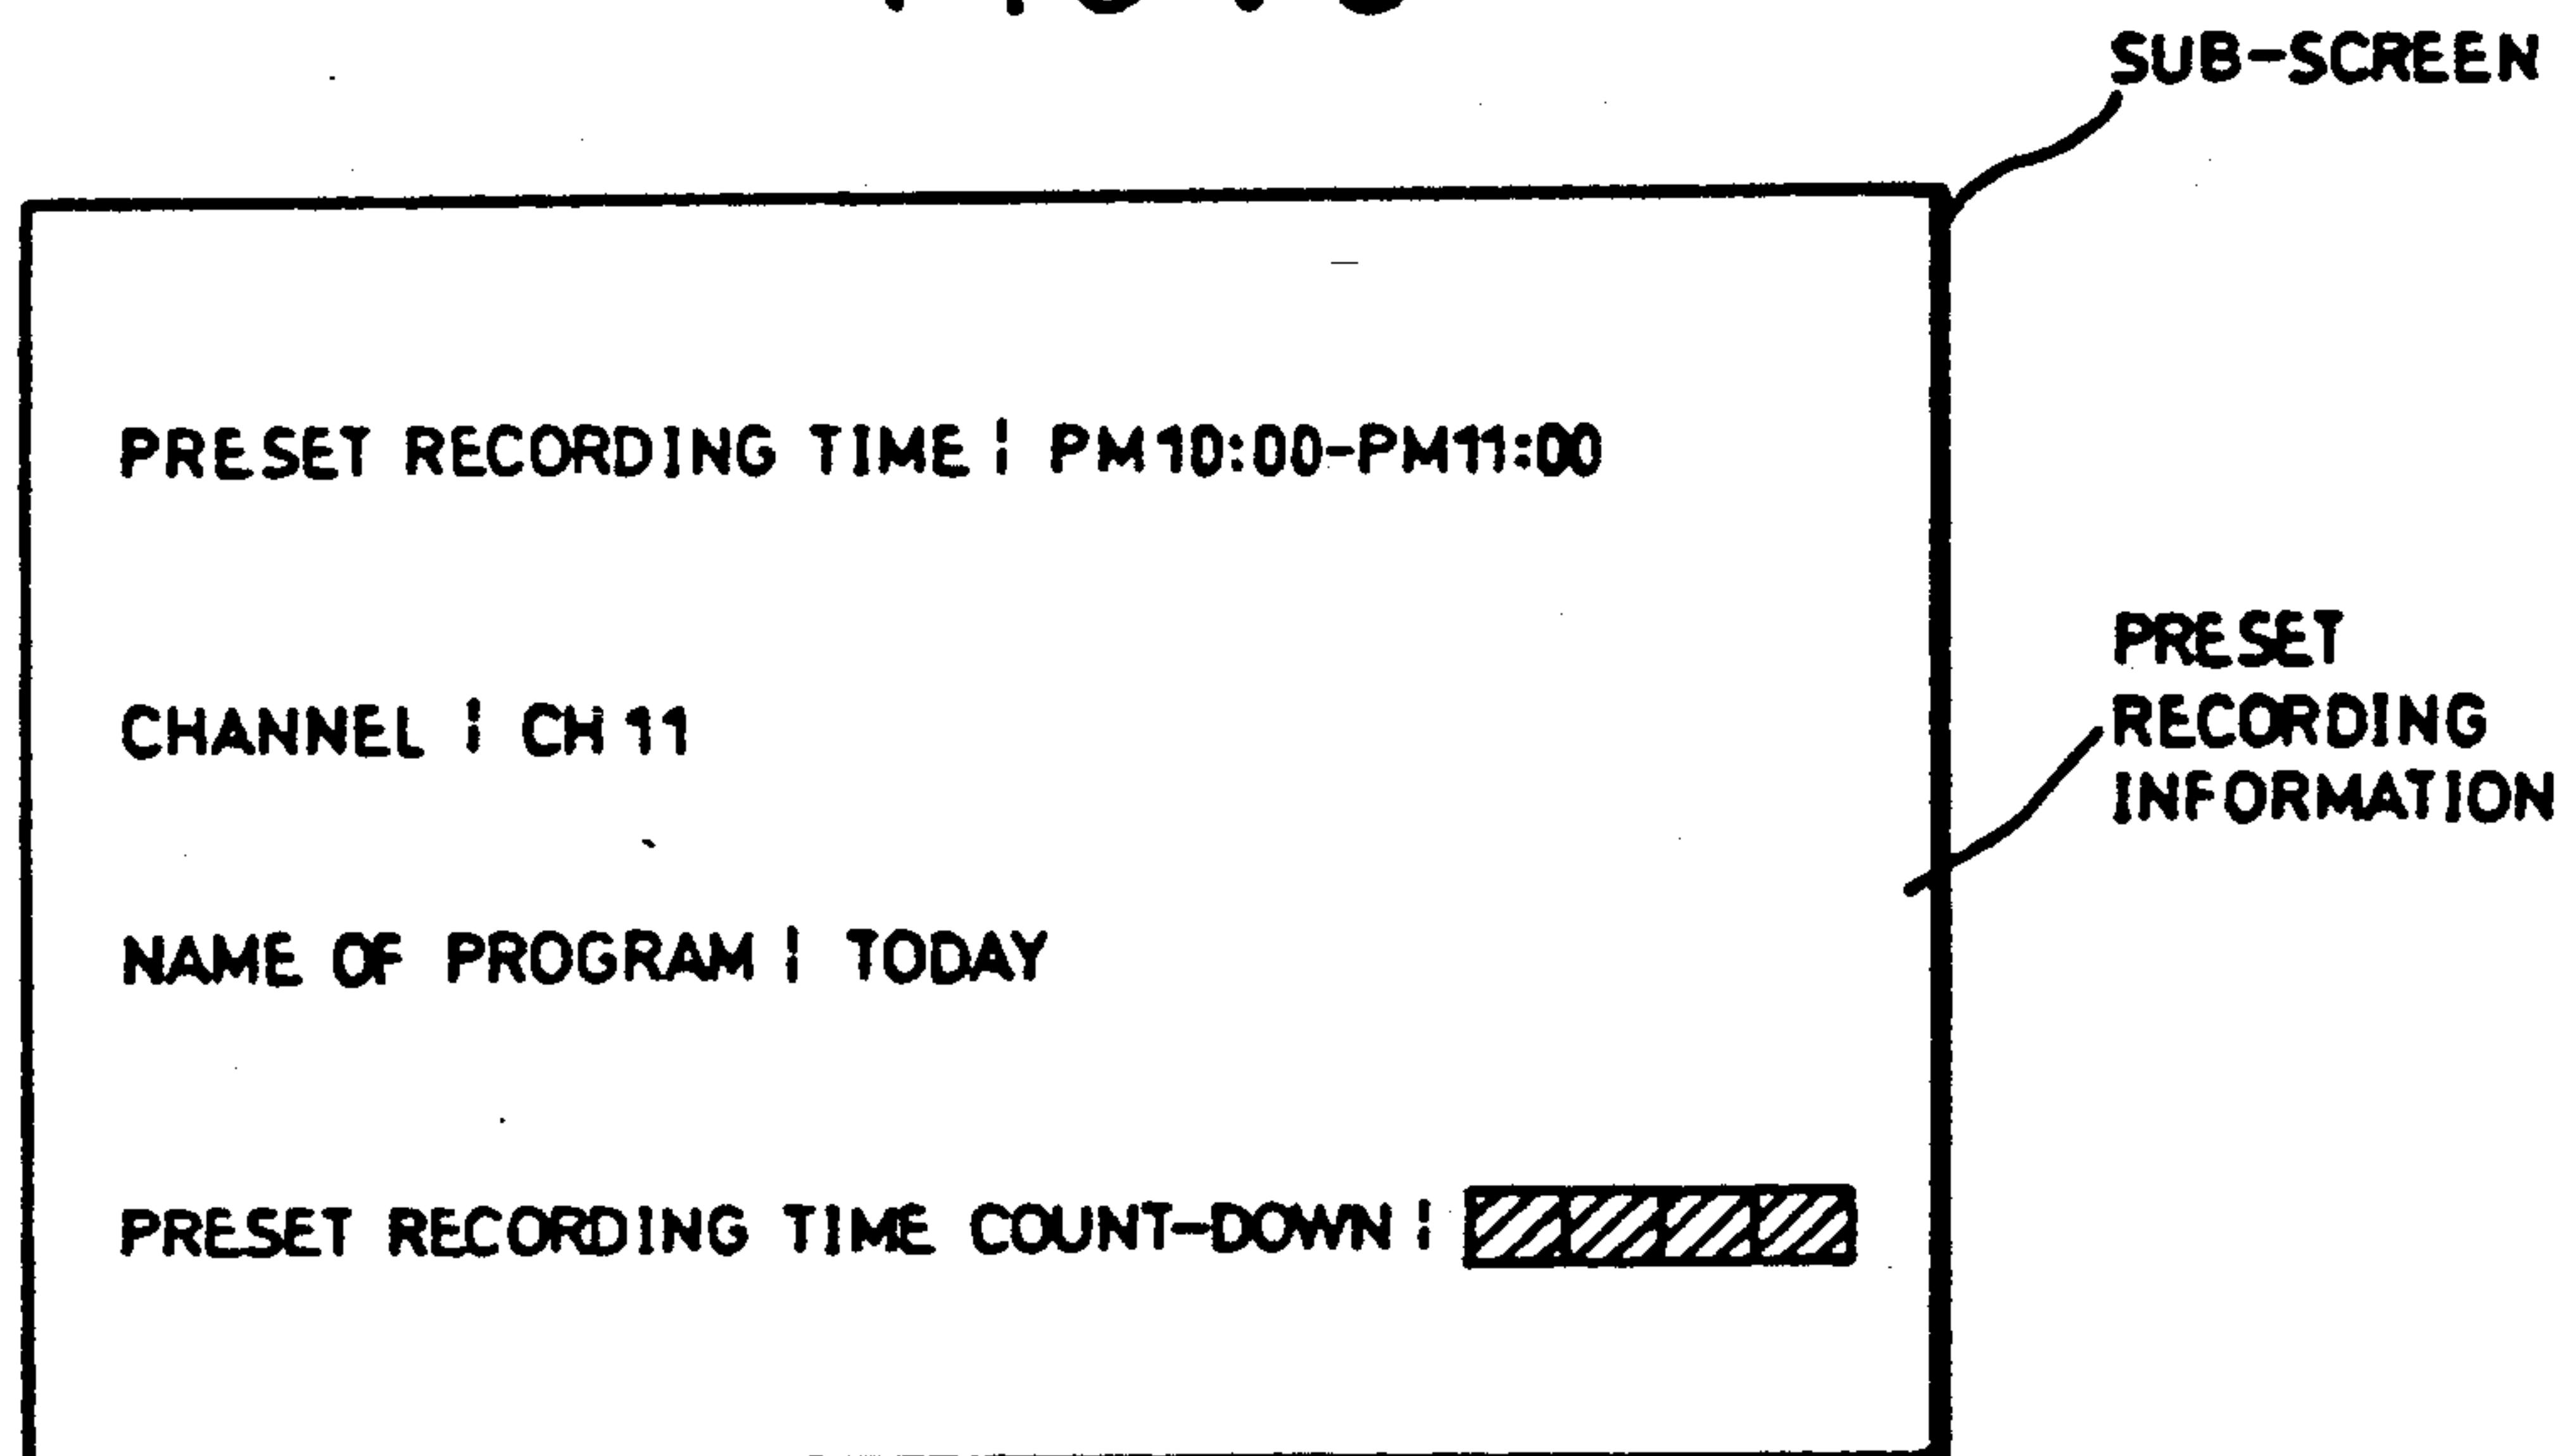 SUB-SCREEN
PRESET RECORDING TIME : PM10:00-PM11:00
CHANNEL : CH 11
NAME OF PROGRAM : TODAY
PRESET RECORDING TIME COUNT-DOWN :
PRESET
RECORDING
INFORMATION